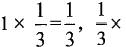 1 × 1/3 = 1/3, 1/3 ×